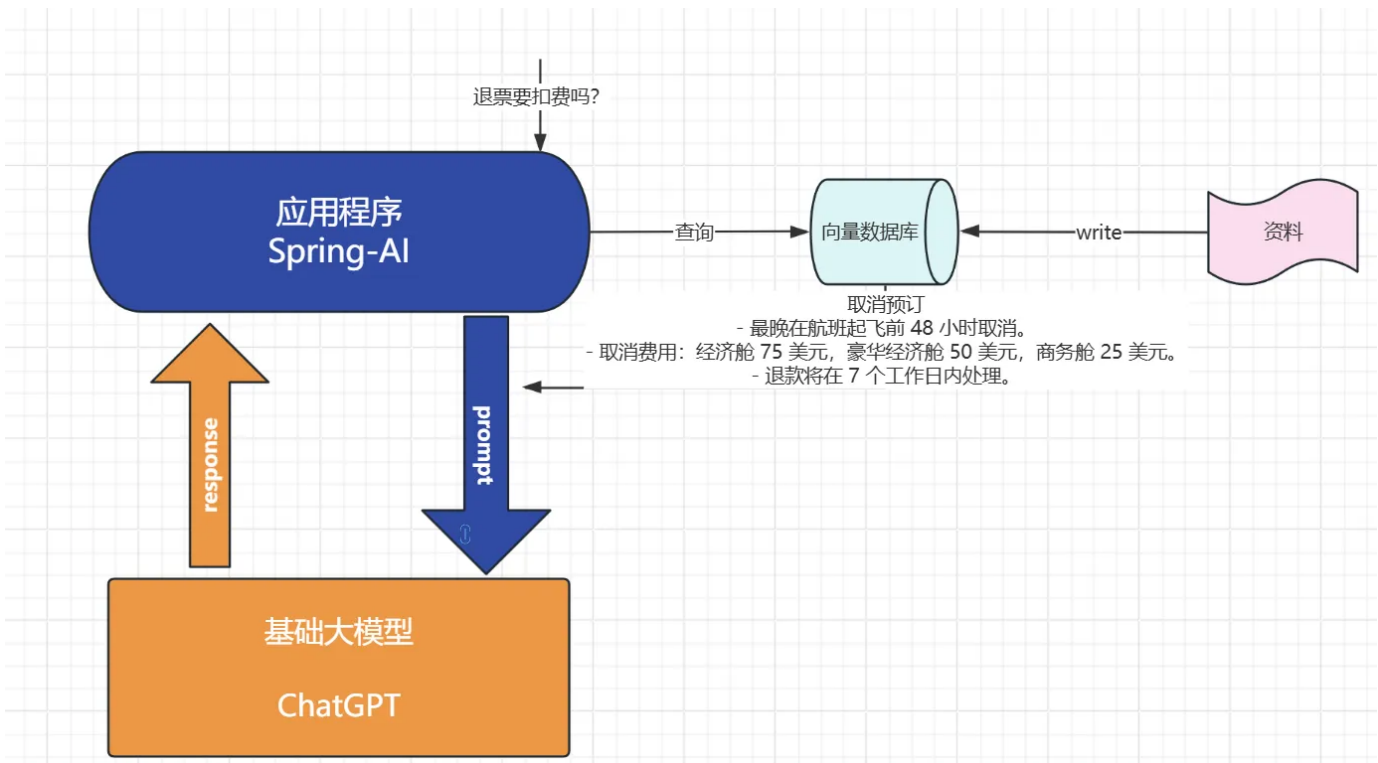 退票要扣费吗?
应用程序
Spring-AI
查询
向量数据库
write
资料
取消预订
- 最晚在航班起飞前 48 小时取消。
- 取消费用：经济舱 75 美元，豪华经济舱 50 美元，商务舱 25 美元。
- 退款将在 7 个工作日内处理。
response
prompt
基础大模型
ChatGPT